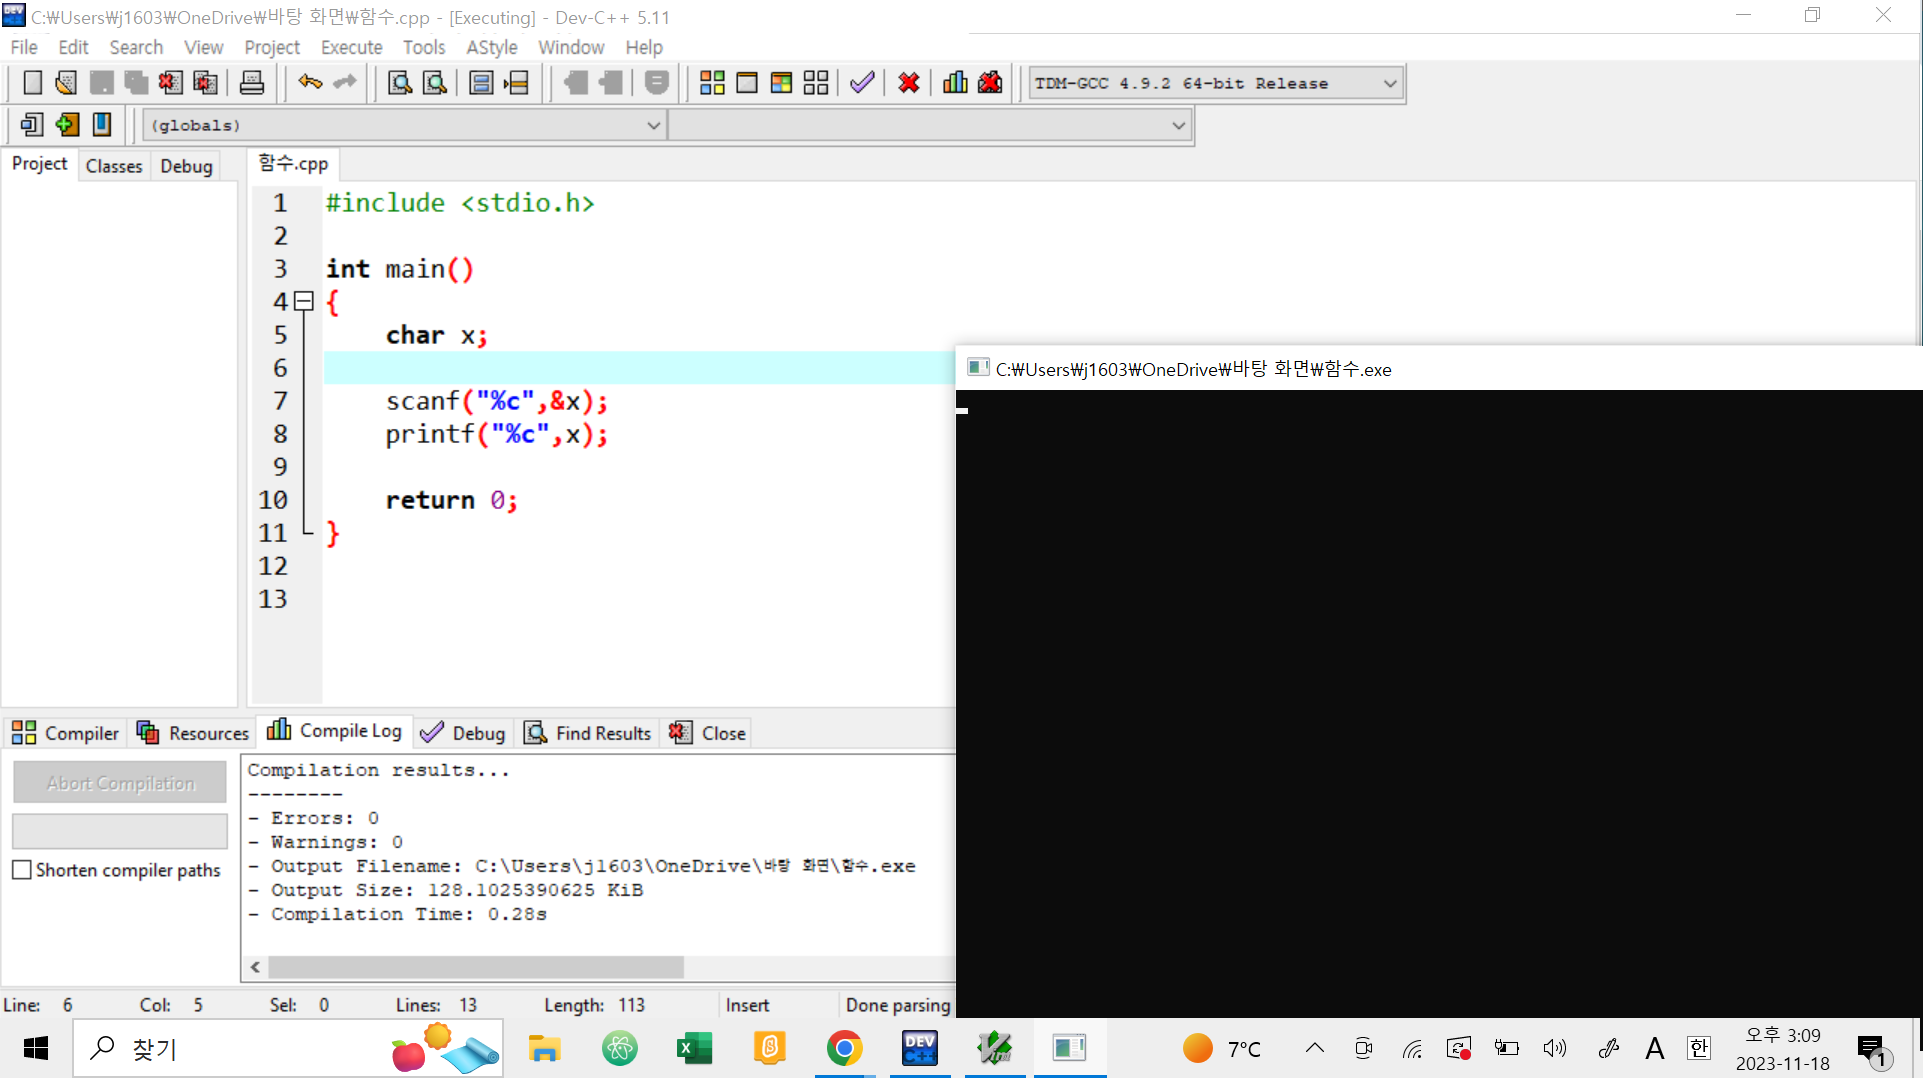 C:₩Users₩j1603₩OneDrive₩바탕 화면₩함수.cpp - [Executing] - Dev-C++ 5.11
File Edit Search View Project Execute Tools AStyle Window Help
TDM-GCC 4.9.2 64-bit Release
(globals)
Project Classes Debug
함수.cpp
1 #include <stdio.h>
2
3 int main()
4 {
5 char x;
6
7 scanf("%c",&x);
8 printf("%c",x);
9
10 return 0;
11 }
12
13
C:₩Users₩j1603₩OneDrive₩바탕 화면₩함수.exe
Compiler Resources Compile Log Debug Find Results Close
Abort Compilation
Shorten compiler paths
Compilation results...
--------
- Errors: 0
- Warnings: 0
- Output Filename: C:\Users\j1603\OneDrive\바탕 화면\함수.exe
- Output Size: 128.1025390625 KiB
- Compilation Time: 0.28s
Line: 6 Col: 5 Sel: 0 Lines: 13 Length: 113 Insert Done parsing
찾기
DEV C++
7°C
A
한
오후 3:09
2023-11-18
1